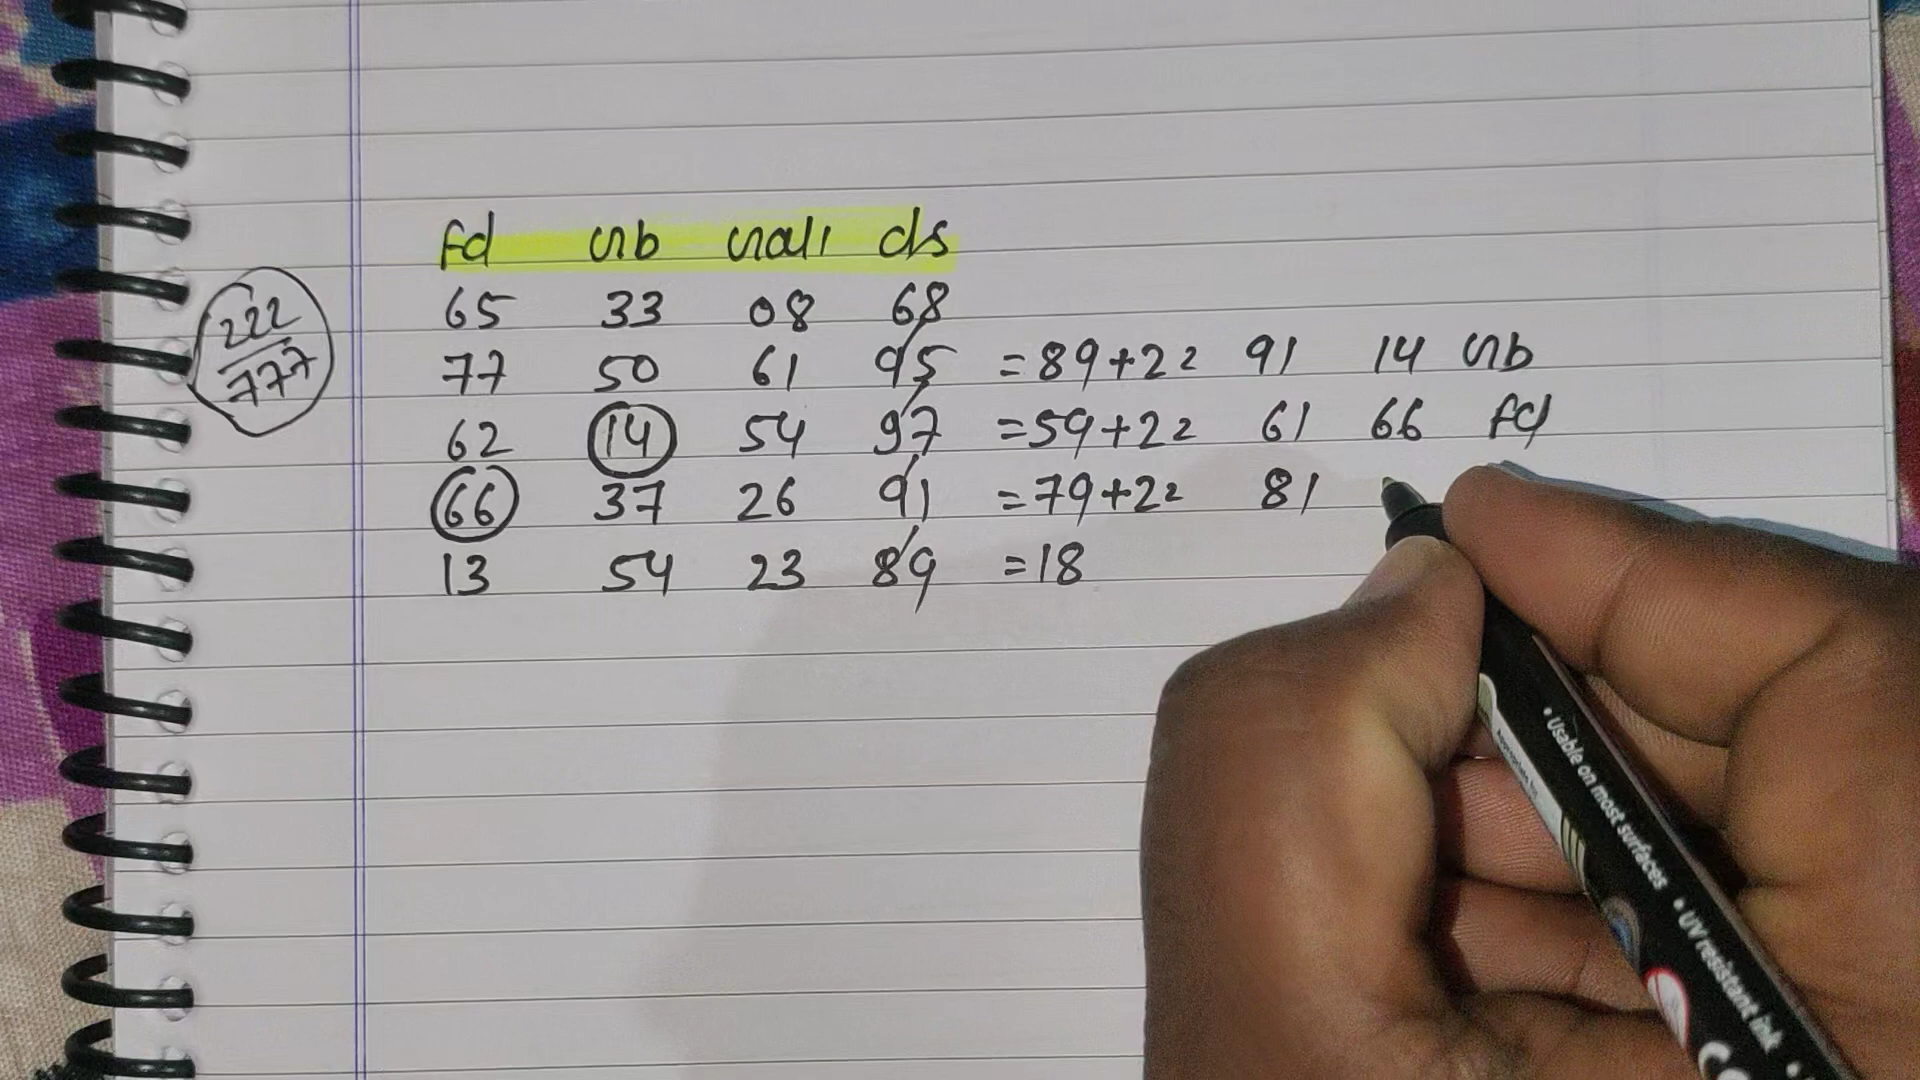 fd	gb	gali	ds
65	33	08	68
77	50	61	95	=89+22	91	14	gb
62	14	54	97	=59+22	61	66	fd
66	37	26	91	=79+22	81
13	54	23	89	=18
222
777
• Usable on most surfaces • UV resistant ink •